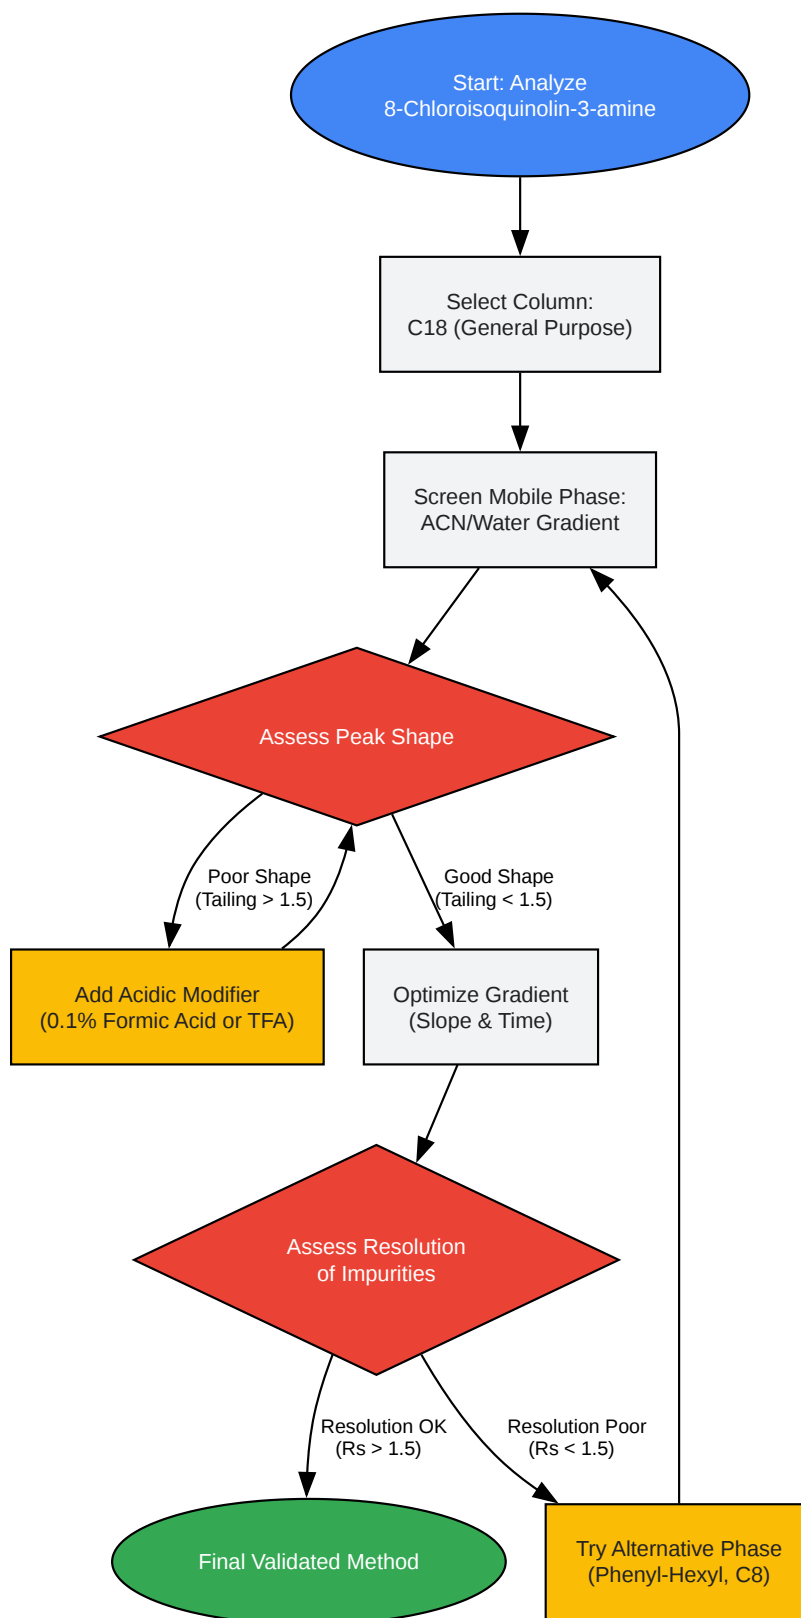 Start: Analyze
8-Chloroisoquinolin-3-amine
Select Column:
C18 (General Purpose)
Screen Mobile Phase:
ACN/Water Gradient
Assess Peak Shape
Poor Shape
(Tailing > 1.5)
Good Shape
(Tailing < 1.5)
Add Acidic Modifier
(0.1% Formic Acid or TFA)
Optimize Gradient
(Slope & Time)
Assess Resolution
of Impurities
Resolution OK
(Rs > 1.5)
Resolution Poor
(Rs < 1.5)
Final Validated Method
Try Alternative Phase
(Phenyl-Hexyl, C8)